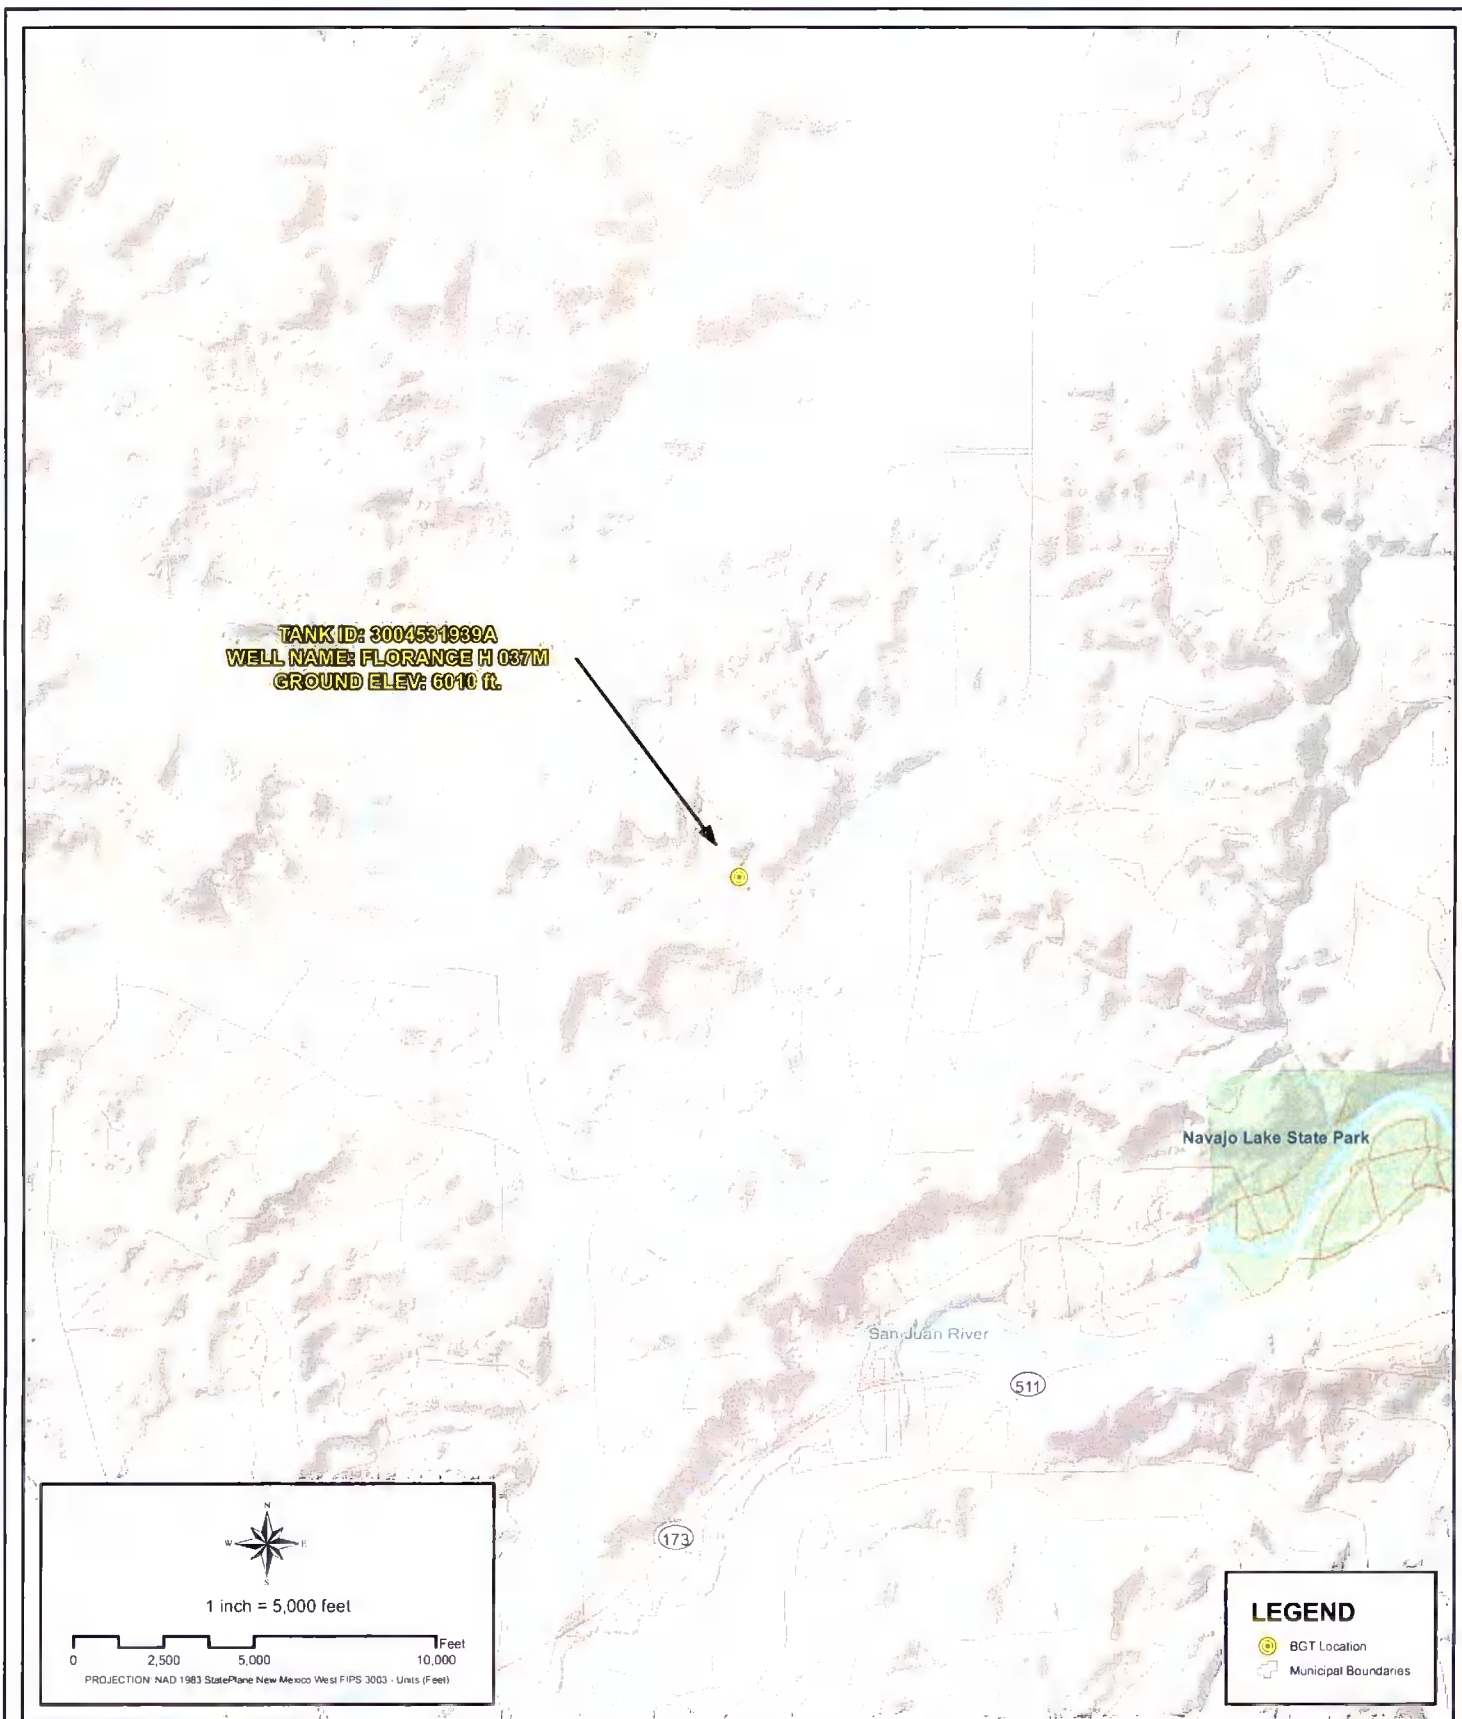 TANK ID: 3004531939A
WELL NAME: FLORANCE H 037M
GROUND ELEV: 6010 ft.
Navajo Lake State Park
San Juan River
511
173
N
W E
S
1 inch = 5,000 feet
Feet
0 2,500 5,000 10,000
PROJECTION: NAD 1983 StatePlane New Mexico West FIPS 3003 - Units (Feet)
LEGEND
BGT Location
Municipal Boundaries